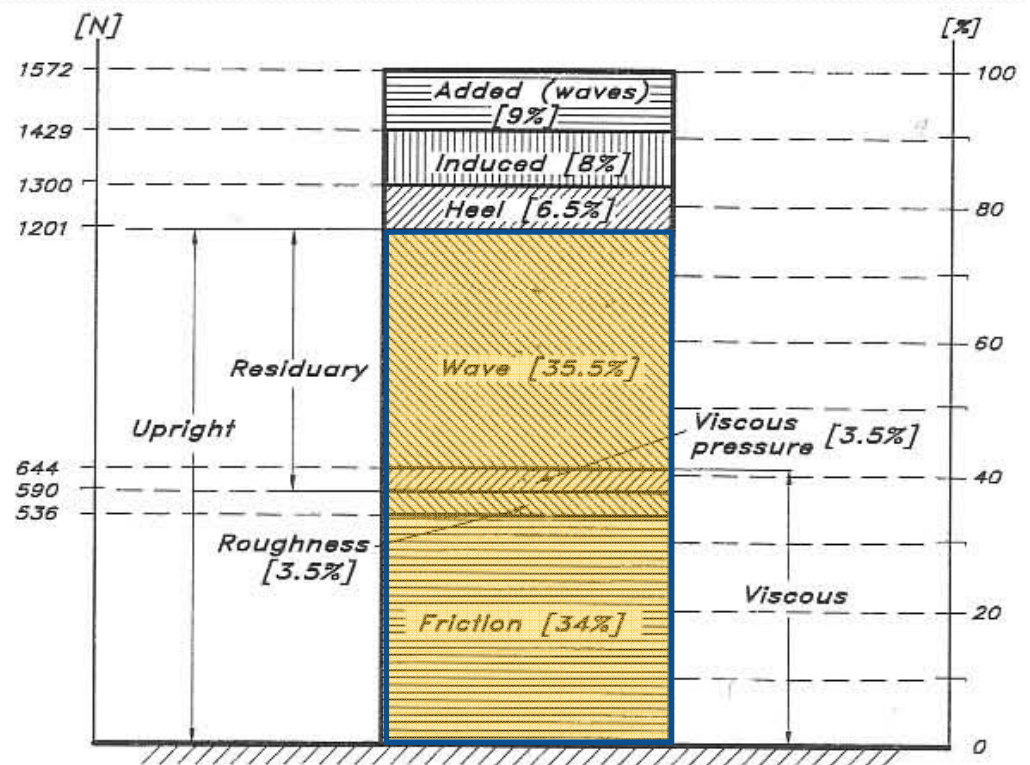 [N]
[%]
1572
100
Added (waves)
[9%]
1429
Induced [8%]
1300
Heel [6.5%]
80
1201
60
Wave [35.5%]
Residuary
Upright
Viscous
pressure [3.5%]
644
40
590
536
Roughness
[3.5%]
Viscous
Friction [34%]
20
0